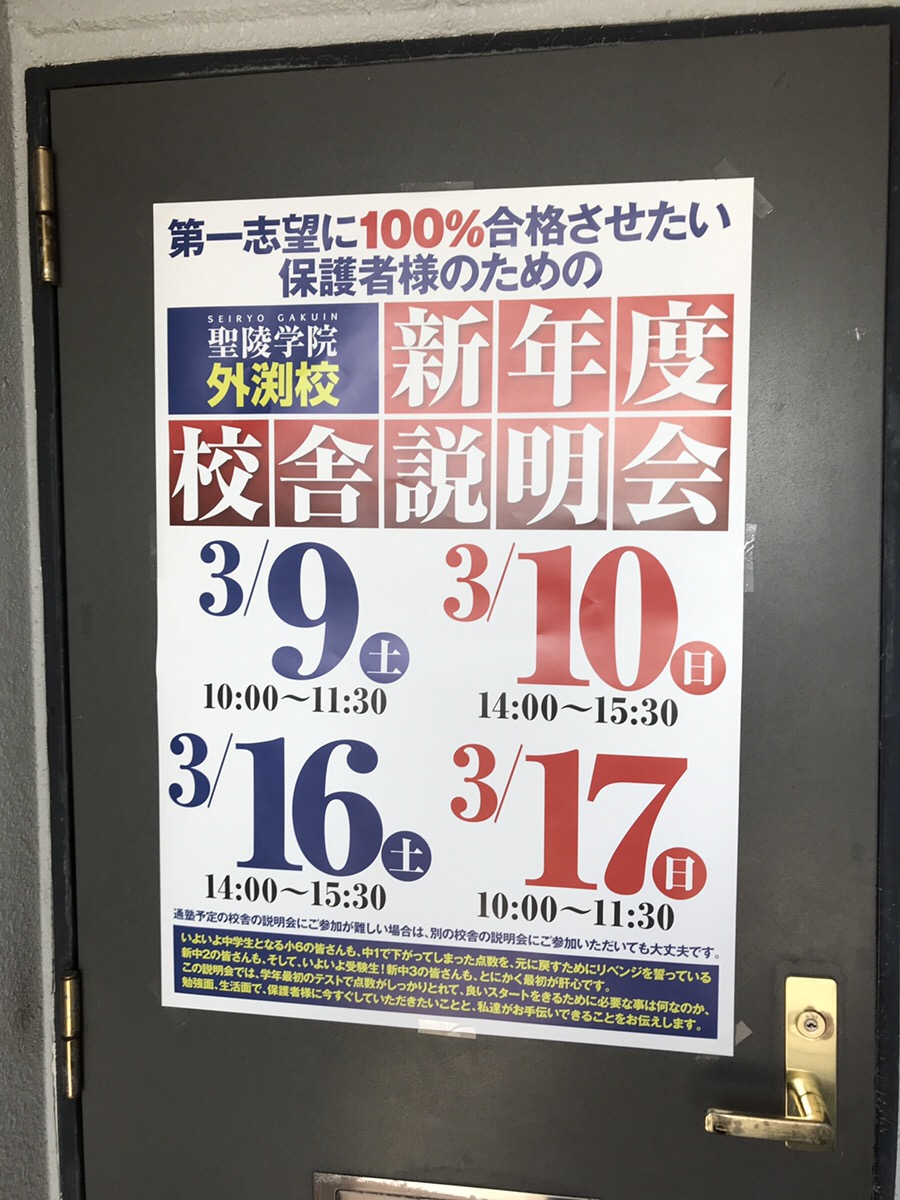 第一志望に100%合格させたい
保護者様のための
SEIRYO GAKUIN
聖陵学院
外渕校
新年度
校舎説明会
3/9土
10:00〜11:30
3/10日
14:00〜15:30
3/16土
14:00〜15:30
3/17日
10:00〜11:30
通塾予定の校舎の説明会にご参加が難しい場合は、別の校舎の説明会にご参加いただいても大丈夫です。
いよいよ中学生となる小6の皆さんも、中1で下がってしまった点数を、元に戻すためにリベンジを誓っている
新中2の皆さんも、そして、いよいよ受験生！新中3の皆さんも、とにかく最初が肝心です。
この説明会では、学年最初のテストで点数がしっかりとれて、良いスタートをきるために必要な事は何なのか、
勉強面、生活面で、保護者様に今すぐしていただきたいことと、私達がお手伝いできることをお伝えします。